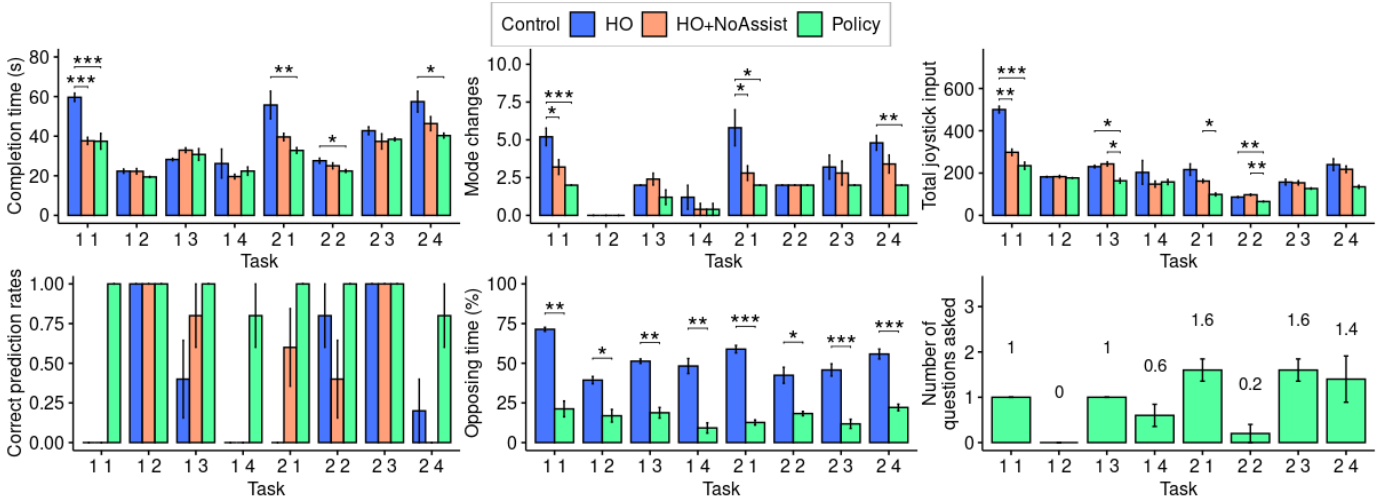 Control HO HO+NoAssist Policy
Completion time (s)
80
60
40
20
0
*** *** ** * *
1 1 1 2 1 3 1 4 2 1 2 2 2 3 2 4
Task
Mode changes
10.0
7.5
5.0
2.5
0.0
*** * * * **
1 1 1 2 1 3 1 4 2 1 2 2 2 3 2 4
Task
Total joystick input
600
400
200
0
*** ** * * * ** **
1 1 1 2 1 3 1 4 2 1 2 2 2 3 2 4
Task
Correct prediction rates
1.00
0.75
0.50
0.25
0.00
1 1 1 2 1 3 1 4 2 1 2 2 2 3 2 4
Task
Opposing time (%)
75
50
25
0
** * ** ** *** * *** ***
1 1 1 2 1 3 1 4 2 1 2 2 2 3 2 4
Task
Number of
questions asked
3
2
1
0
1 0 1 0.6 1.6 0.2 1.6 1.4
1 1 1 2 1 3 1 4 2 1 2 2 2 3 2 4
Task